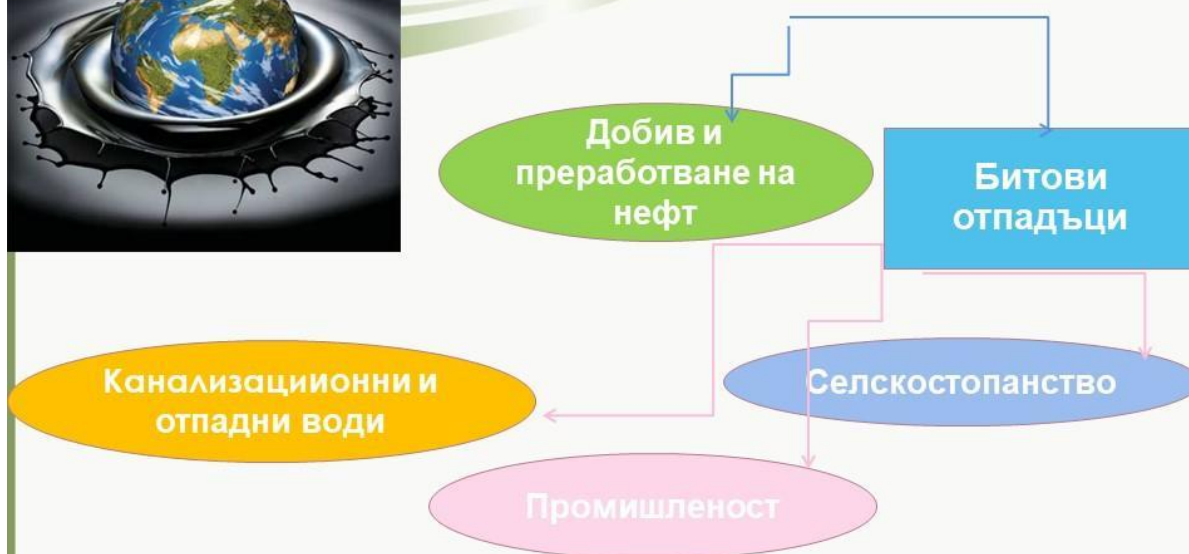 Добив и
преработване на
нефт
Битови
отпадъци
Канализациионни и
отпадни води
Селскостопанство
Промишленост